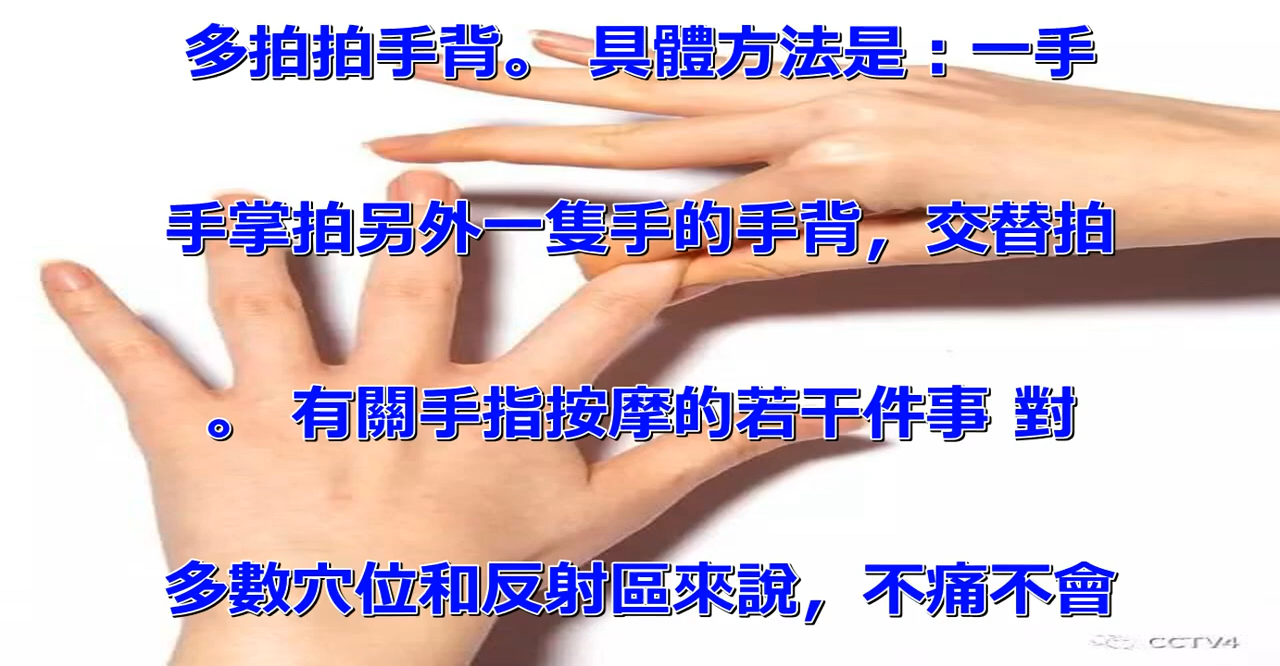 多拍拍手背。 具體方法是：一手
手掌拍另外一隻手的手背，交替拍
。 有關手指按摩的若干件事 對
多數穴位和反射區來說，不痛不會
CCTV4